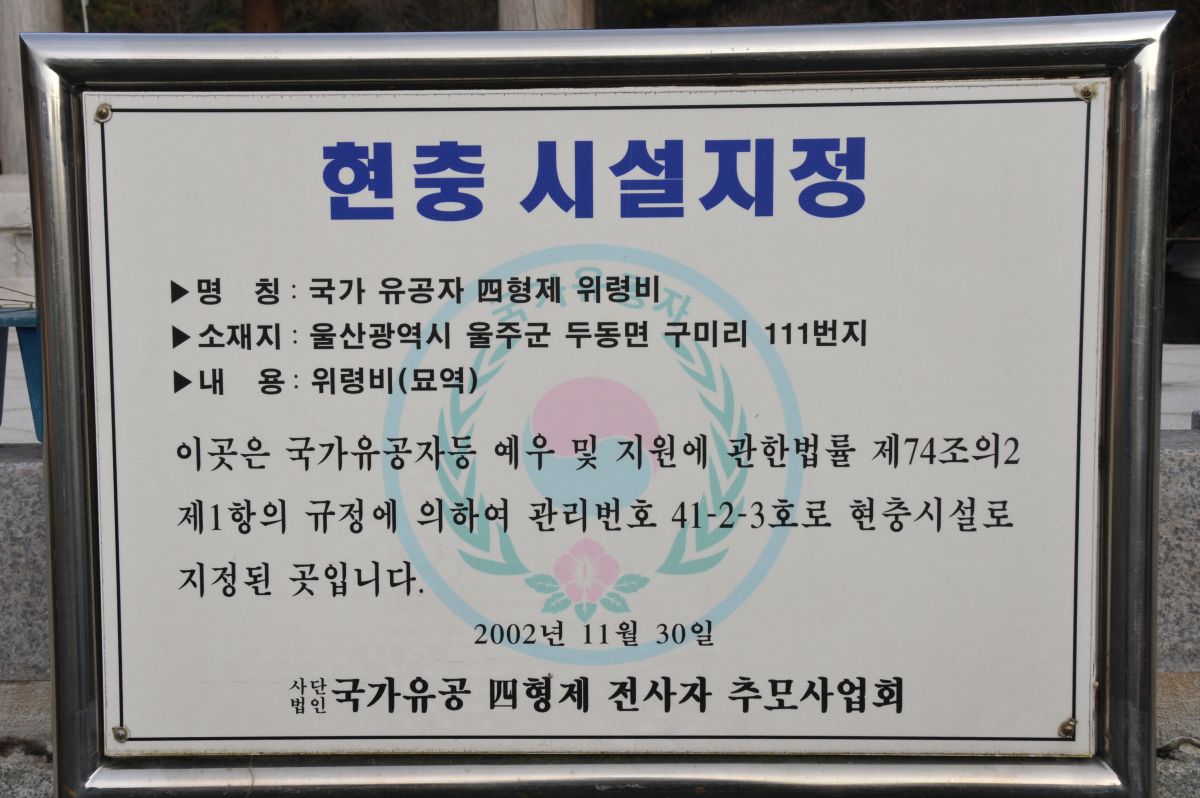 현충 시설지정
▶명 칭 : 국가 유공자 四형제 위령비
▶소재지 : 울산광역시 울주군 두동면 구미리 111번지
▶내 용 : 위령비(묘역)
국가유공자
이곳은 국가유공자등 예우 및 지원에 관한법률 제74조의2
제1항의 규정에 의하여 관리번호 41-2-3호로 현충시설로
지정된 곳입니다.
2002년 11월 30일
사단법인 국가유공 四형제 전사자 추모사업회